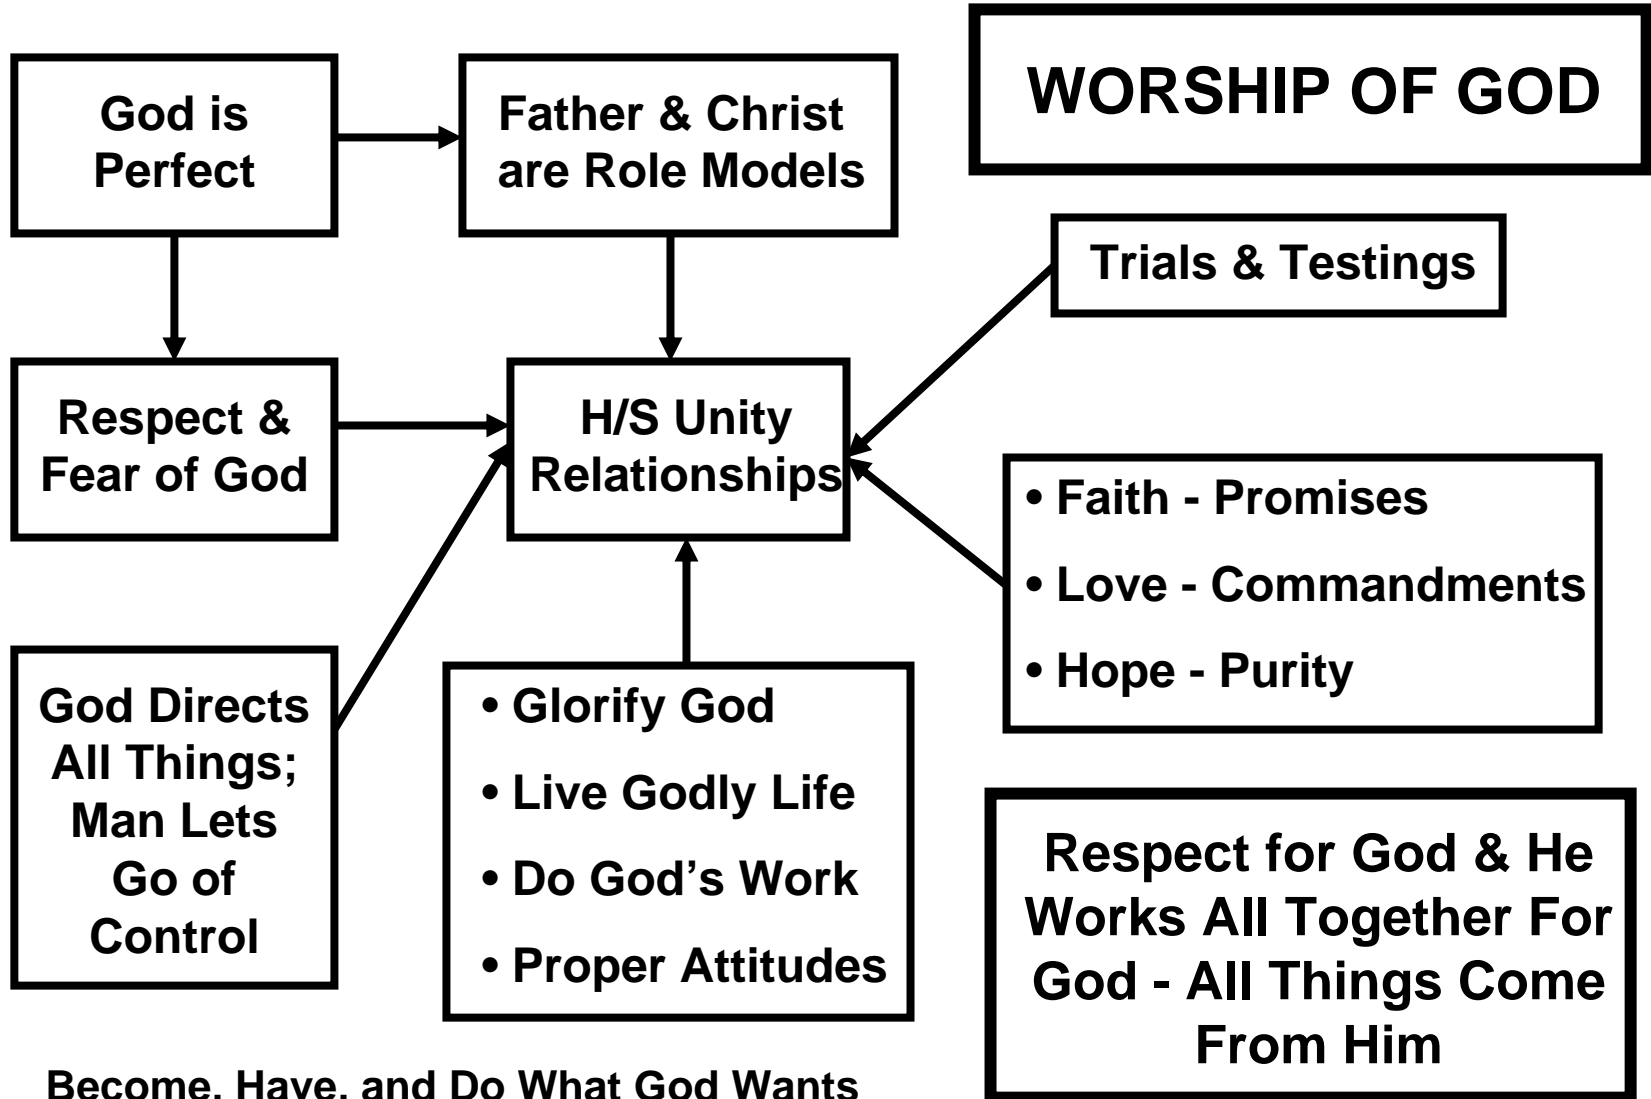 WORSHIP OF GOD
God is
Perfect
Father & Christ
are Role Models
Trials & Testings
Respect &
Fear of God
H/S Unity
Relationships
• Faith - Promises
• Love - Commandments
• Hope - Purity
God Directs
All Things;
Man Lets
Go of
Control
• Glorify God
• Live Godly Life
• Do God's Work
• Proper Attitudes
Respect for God & He
Works All Together For
God - All Things Come
From Him
Become, Have, and Do What God Wants